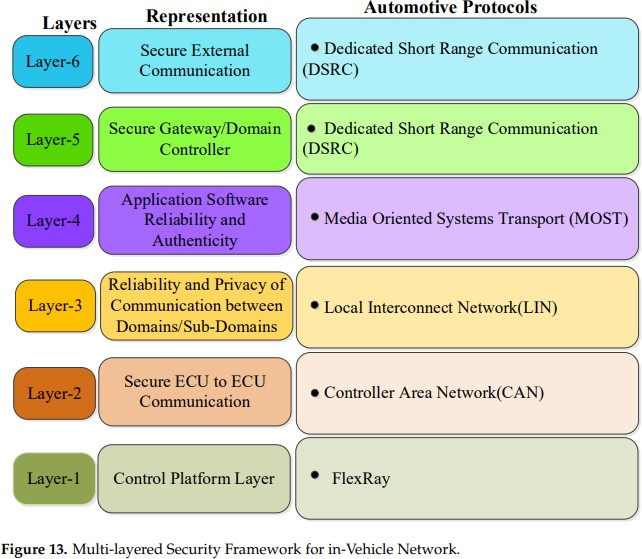 Layers Representation Automotive Protocols
Layer-6
Secure External
Communication
• Dedicated Short Range Communication
(DSRC)
Layer-5
Secure Gateway/Domain
Controller
• Dedicated Short Range Communication
(DSRC)
Layer-4
Application Software
Reliability and
Authenticity
• Media Oriented Systems Transport (MOST)
Layer-3
Reliability and Privacy of
Communication between
Domains/Sub-Domains
• Local Interconnect Network(LIN)
Layer-2
Secure ECU to ECU
Communication
• Controller Area Network(CAN)
Layer-1
Control Platform Layer
• FlexRay
Figure 13. Multi-layered Security Framework for in-Vehicle Network.